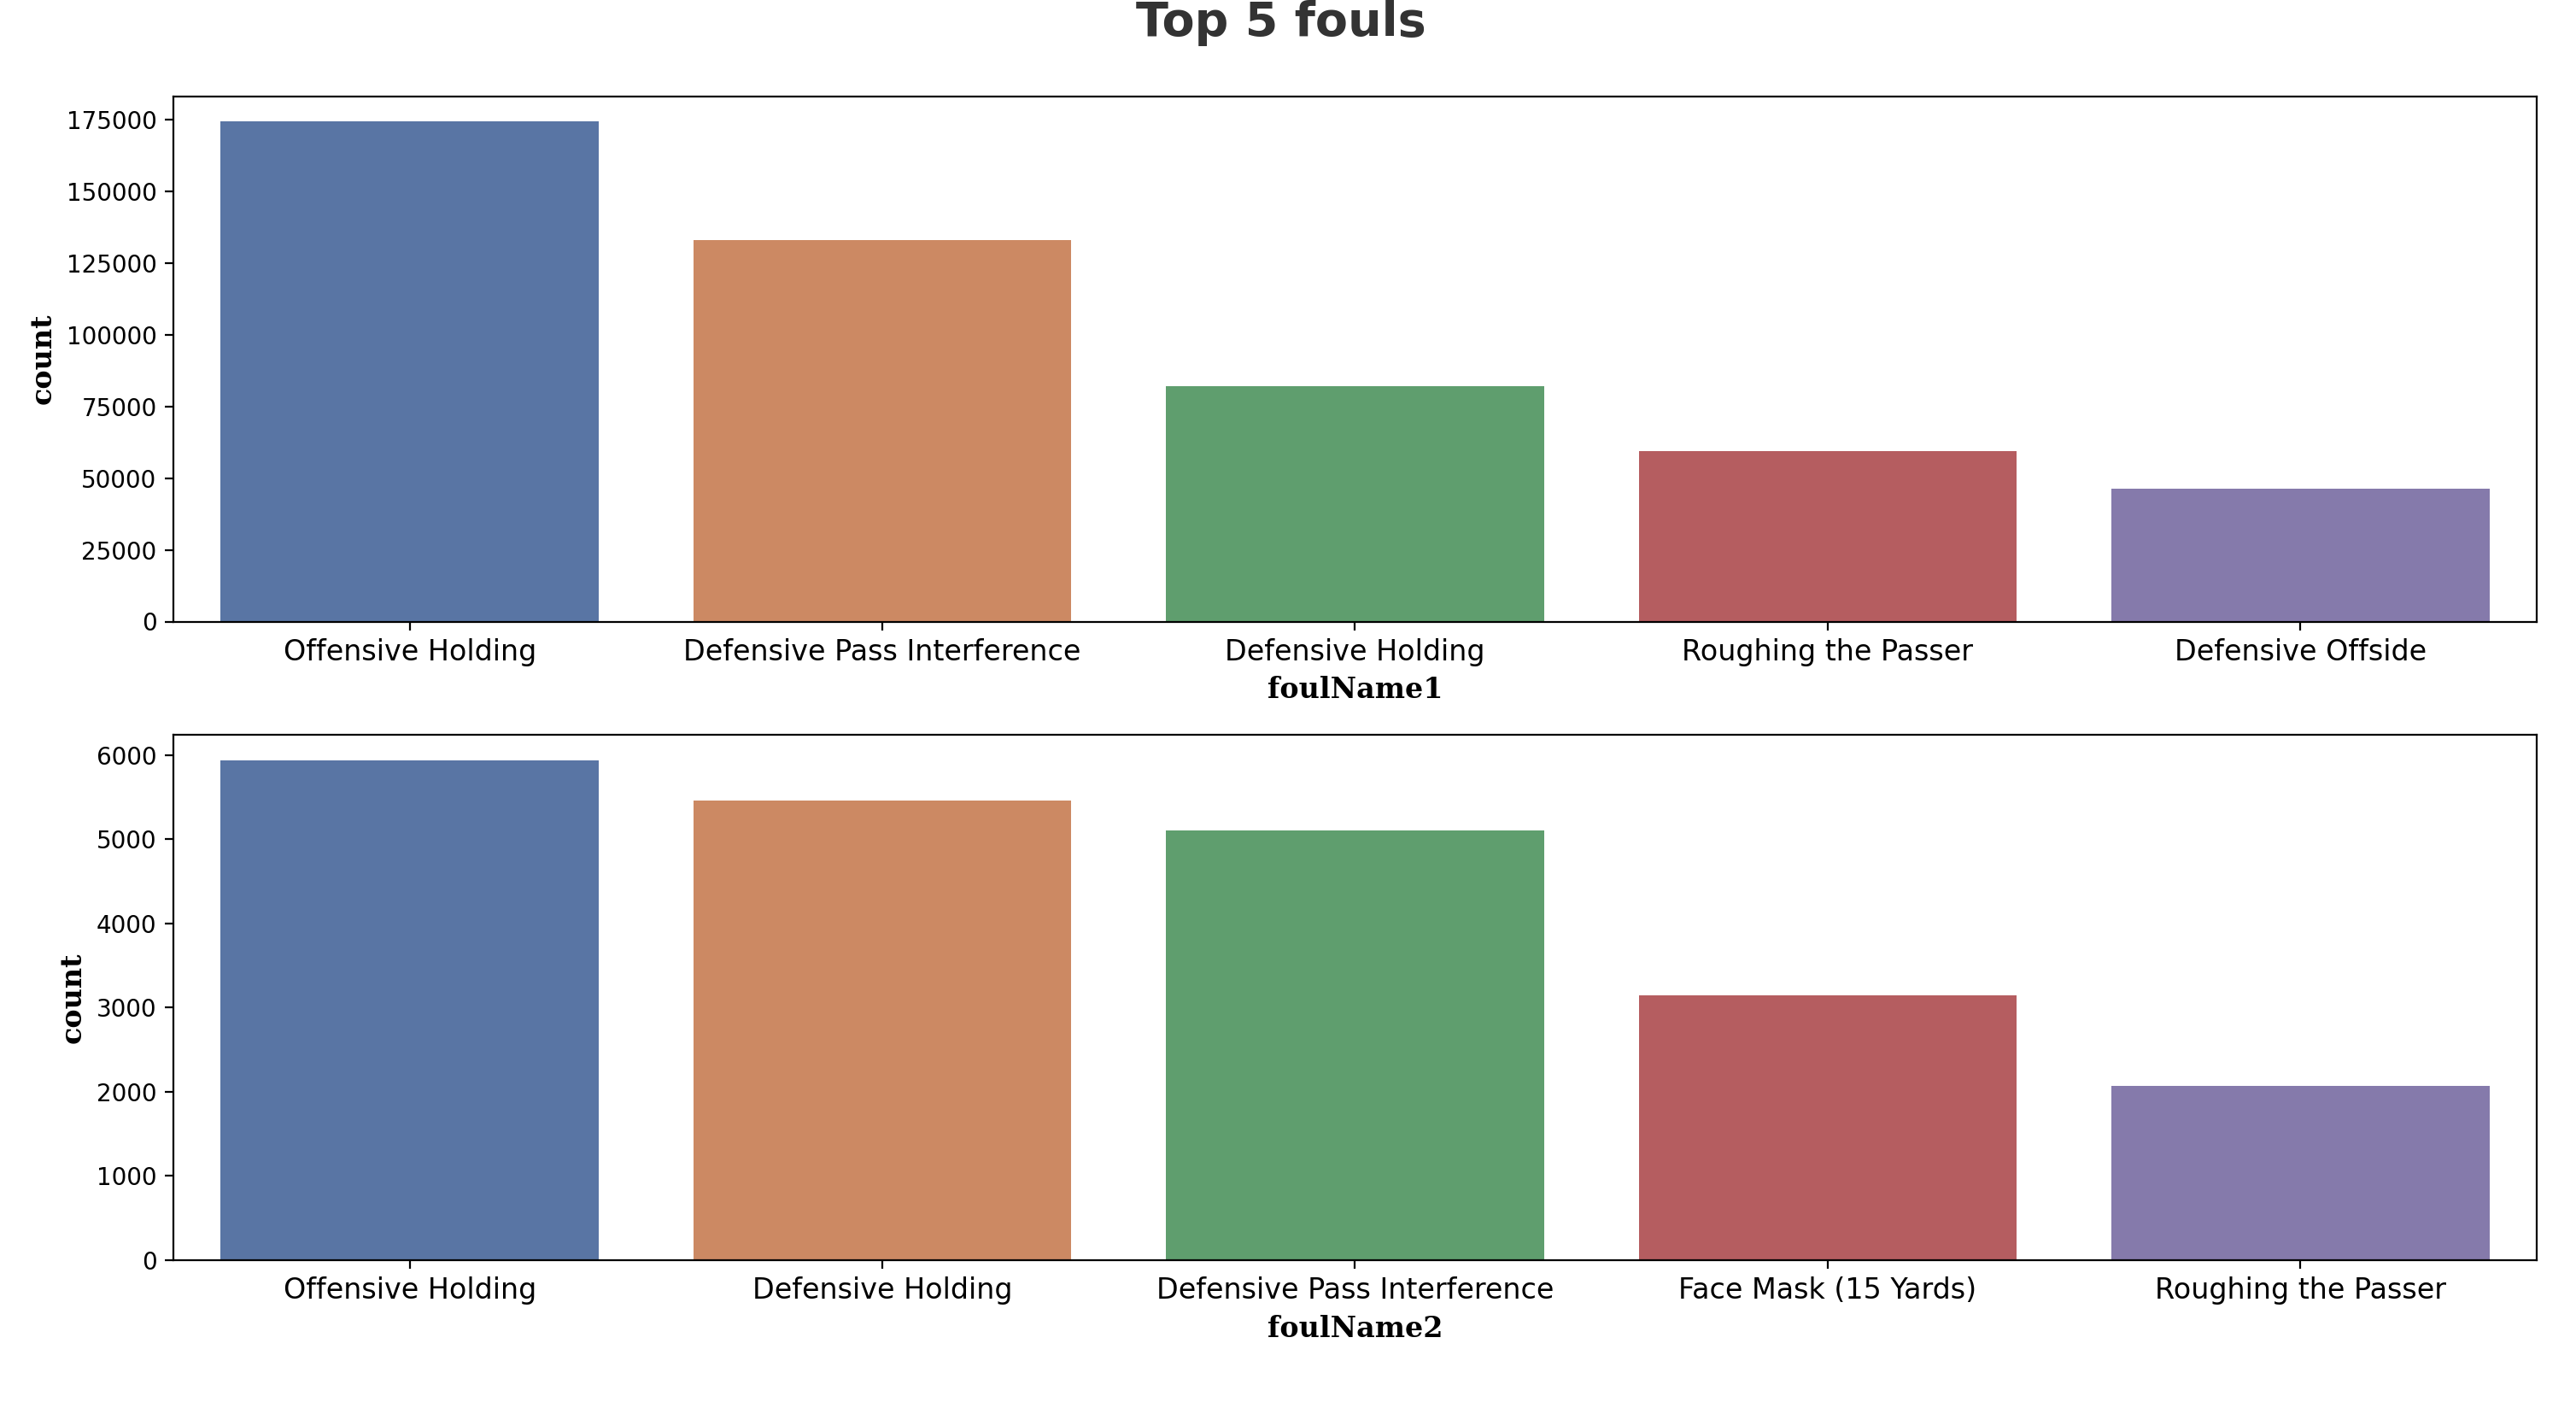 Top 5 fouls
175000
150000
125000
100000
75000
50000
25000
0
count
Offensive Holding
Defensive Pass Interference
Defensive Holding
Roughing the Passer
Defensive Offside
foulName1
6000
5000
4000
3000
2000
1000
0
count
Offensive Holding
Defensive Holding
Defensive Pass Interference
Face Mask (15 Yards)
Roughing the Passer
foulName2